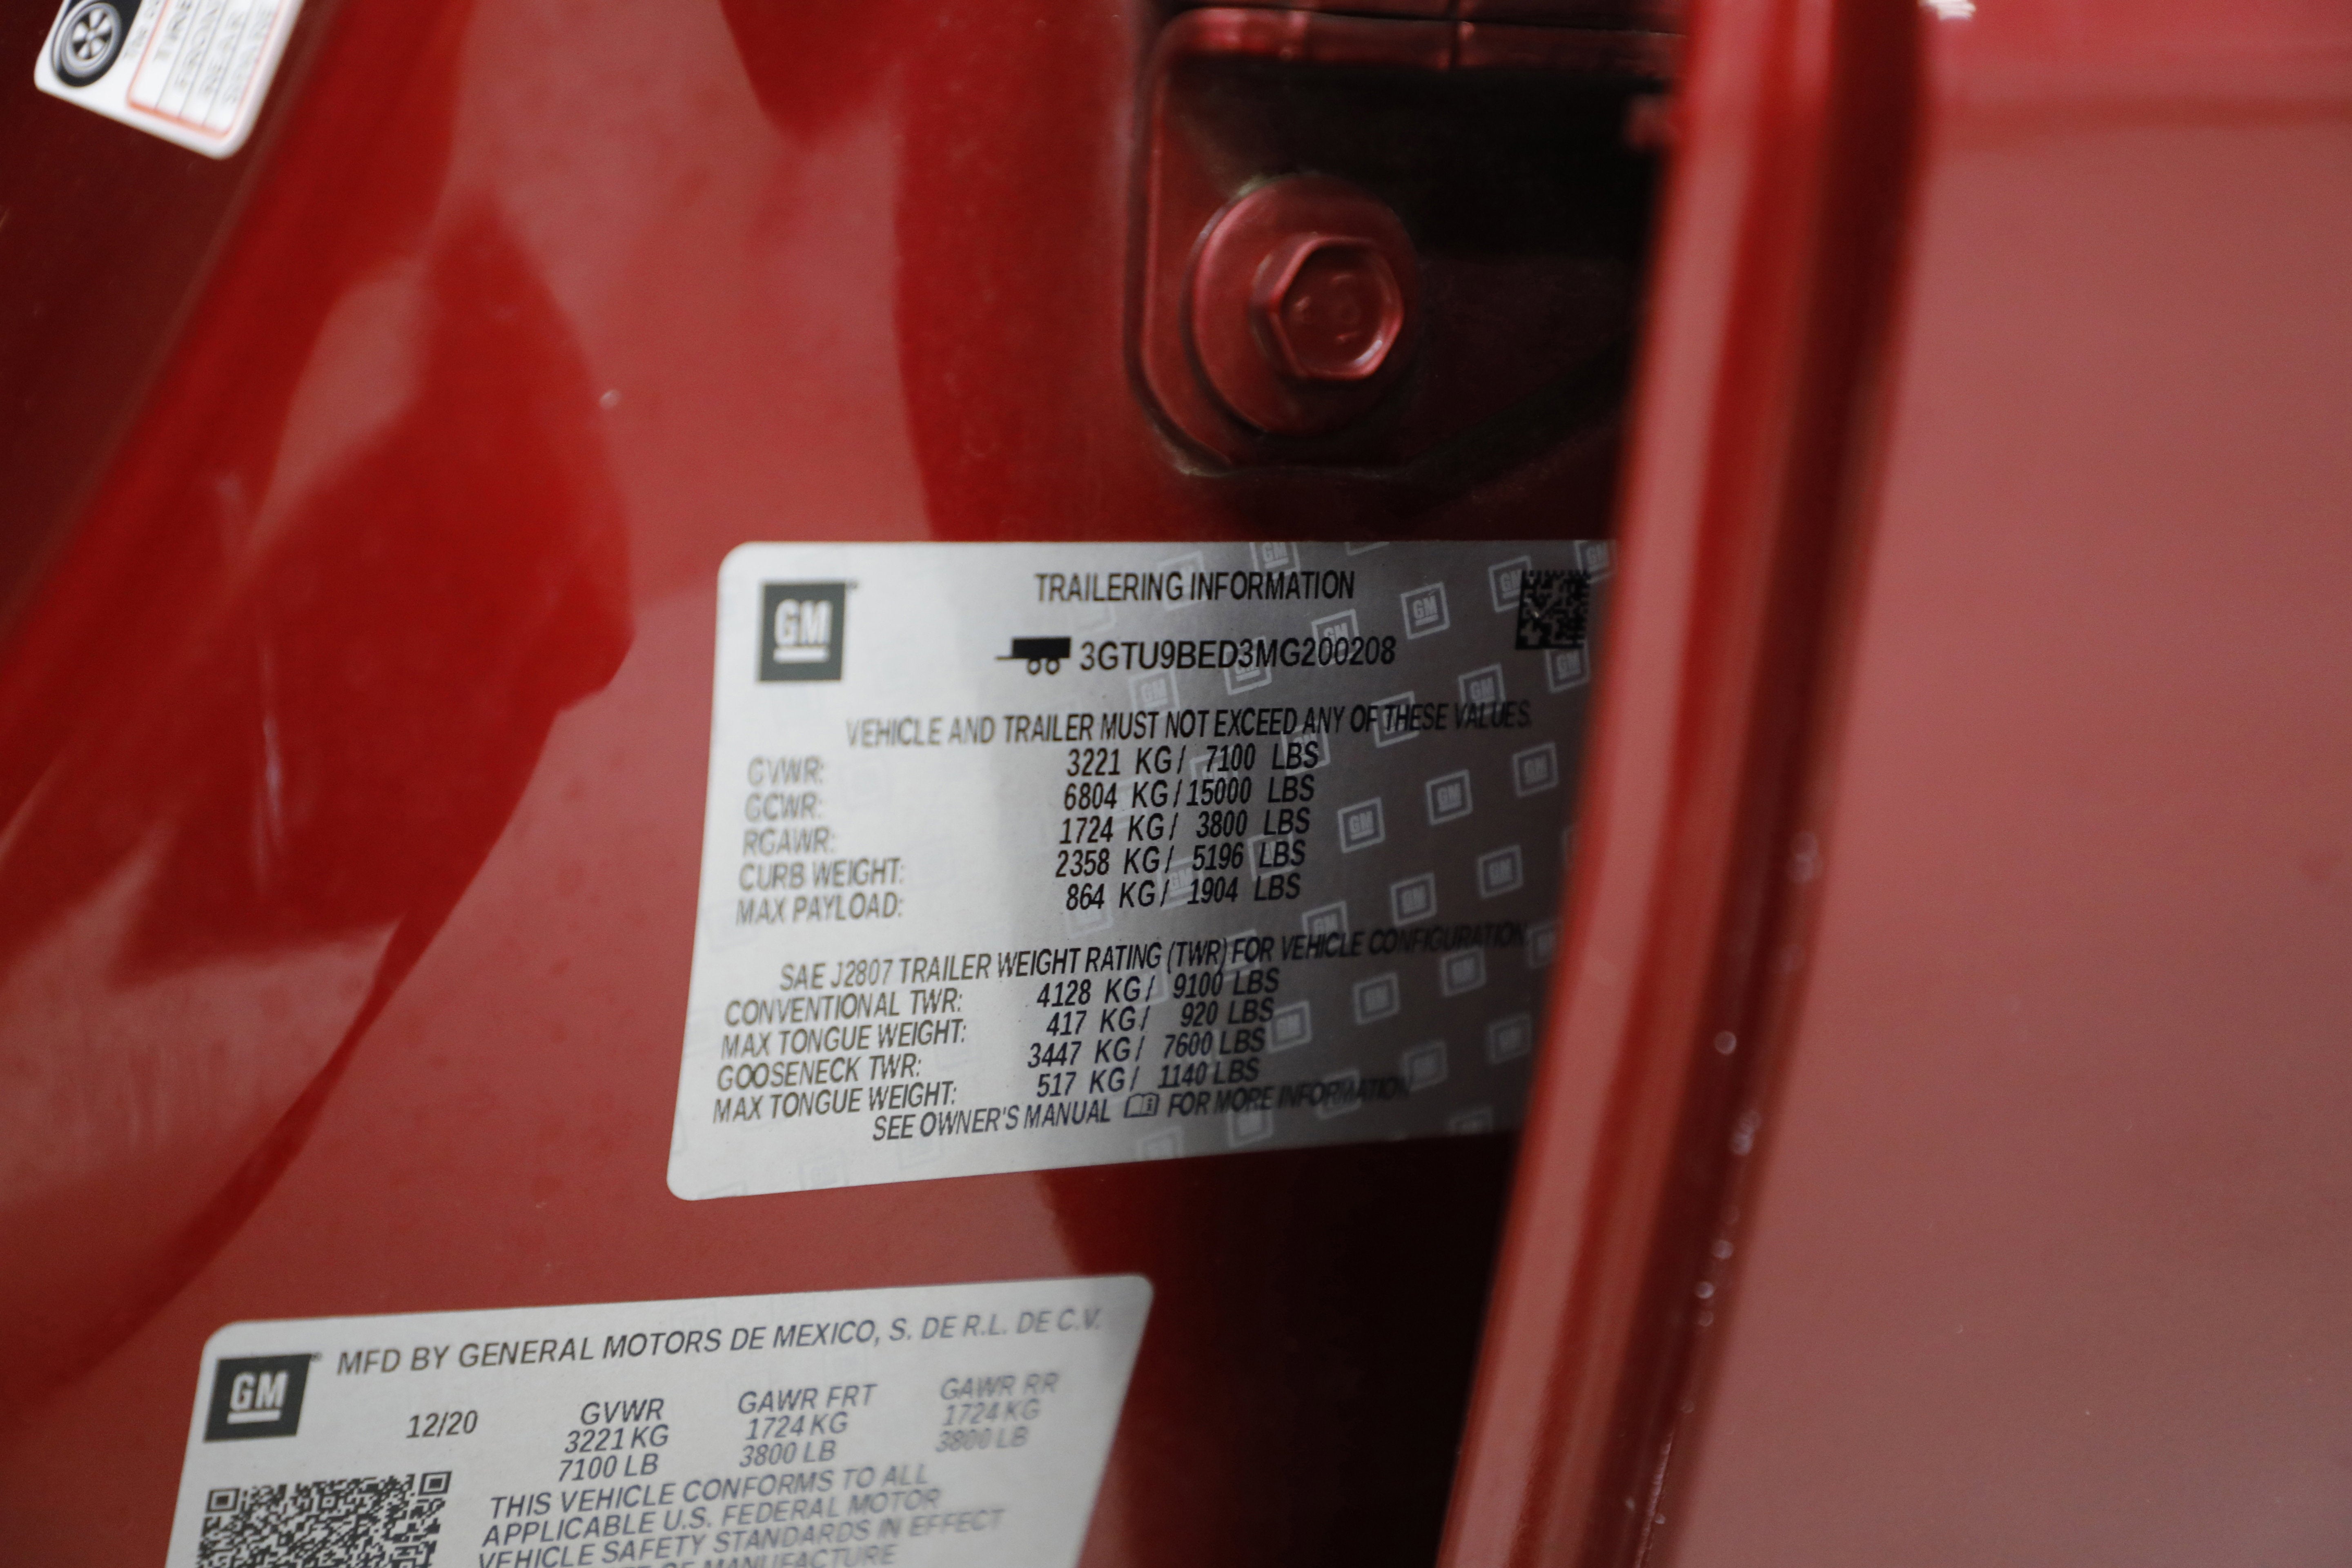 GM
TRAILERING INFORMATION
3GTU9BED3MG200208
VEHICLE AND TRAILER MUST NOT EXCEED ANY OF THESE VALUES.
GVWR: 3221 KG/ 7100 LBS
GCWR: 6804 KG/15000 LBS
RGAWR: 1724 KG/ 3800 LBS
CURB WEIGHT: 2358 KG/ 5196 LBS
MAX PAYLOAD: 864 KG/ 1904 LBS
SAE J2807 TRAILER WEIGHT RATING (TWR) FOR VEHICLE CONFIGURATION
CONVENTIONAL TWR: 4128 KG/ 9100 LBS
MAX TONGUE WEIGHT: 417 KG/ 920 LBS
GOOSENECK TWR: 3447 KG/ 7600 LBS
MAX TONGUE WEIGHT: 517 KG/ 1140 LBS
SEE OWNER'S MANUAL FOR MORE INFORMATION
GM
MFD BY GENERAL MOTORS DE MEXICO, S. DE R.L. DE C.V.
12/20 GVWR GAWR FRT GAWR RR
3221 KG 1724 KG 1724 KG
7100 LB 3800 LB 3800 LB
THIS VEHICLE CONFORMS TO ALL
APPLICABLE U.S. FEDERAL MOTOR
VEHICLE SAFETY STANDARDS IN EFFECT
OF MANUFACTURE